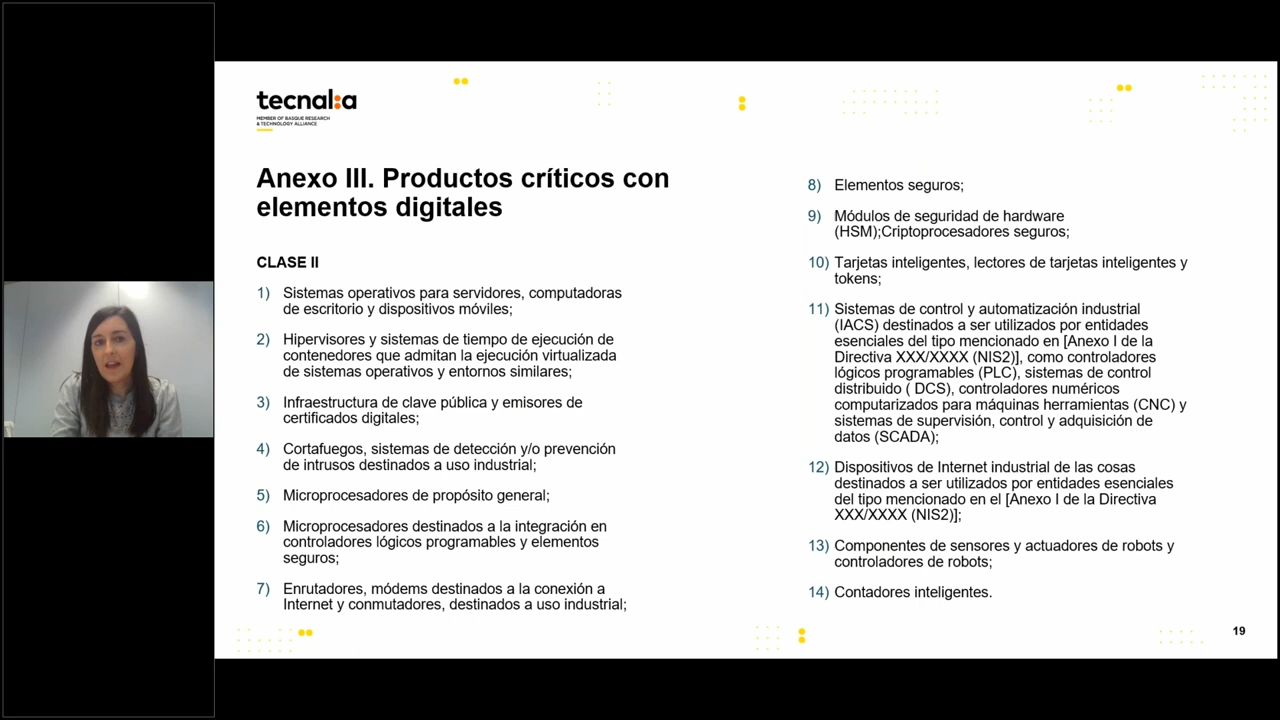 tecnal:a
MEMBER OF BASQUE RESEARCH
& TECHNOLOGY ALLIANCE
Anexo III. Productos críticos con
elementos digitales
CLASE II
1) Sistemas operativos para servidores, computadoras
de escritorio y dispositivos móviles;
2) Hipervisores y sistemas de tiempo de ejecución de
contenedores que admitan la ejecución virtualizada
de sistemas operativos y entornos similares;
3) Infraestructura de clave pública y emisores de
certificados digitales;
4) Cortafuegos, sistemas de detección y/o prevención
de intrusos destinados a uso industrial;
5) Microprocesadores de propósito general;
6) Microprocesadores destinados a la integración en
controladores lógicos programables y elementos
seguros;
7) Enrutadores, módems destinados a la conexión a
Internet y conmutadores, destinados a uso industrial;
8) Elementos seguros;
9) Módulos de seguridad de hardware
(HSM);Criptoprocesadores seguros;
10) Tarjetas inteligentes, lectores de tarjetas inteligentes y
tokens;
11) Sistemas de control y automatización industrial
(IACS) destinados a ser utilizados por entidades
esenciales del tipo mencionado en [Anexo I de la
Directiva XXX/XXXX (NIS2)], como controladores
lógicos programables (PLC), sistemas de control
distribuido ( DCS), controladores numéricos
computarizados para máquinas herramientas (CNC) y
sistemas de supervisión, control y adquisición de
datos (SCADA);
12) Dispositivos de Internet industrial de las cosas
destinados a ser utilizados por entidades esenciales
del tipo mencionado en el [Anexo I de la Directiva
XXX/XXXX (NIS2)];
13) Componentes de sensores y actuadores de robots y
controladores de robots;
14) Contadores inteligentes.
19